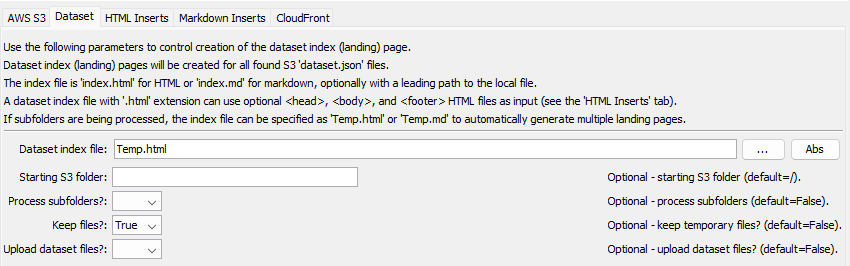 AWS S3 Dataset HTML Inserts Markdown Inserts CloudFront
Use the following parameters to control creation of the dataset index (landing) page.
Dataset index (landing) pages will be created for all found S3 'dataset.json' files.
The index file is 'index.html' for HTML or 'index.md' for markdown, optionally with a leading path to the local file.
A dataset index file with '.html' extension can use optional <head>, <body>, and <footer> HTML files as input (see the 'HTML Inserts' tab).
If subfolders are being processed, the index file can be specified as 'Temp.html' or 'Temp.md' to automatically generate multiple landing pages.
Dataset index file: Temp.html ... Abs
Starting S3 folder: Optional - starting S3 folder (default=/).
Process subfolders?: Optional - process subfolders (default=False).
Keep files?: True Optional - keep temporary files? (default=False).
Upload dataset files?: Optional - upload dataset files? (default=False).